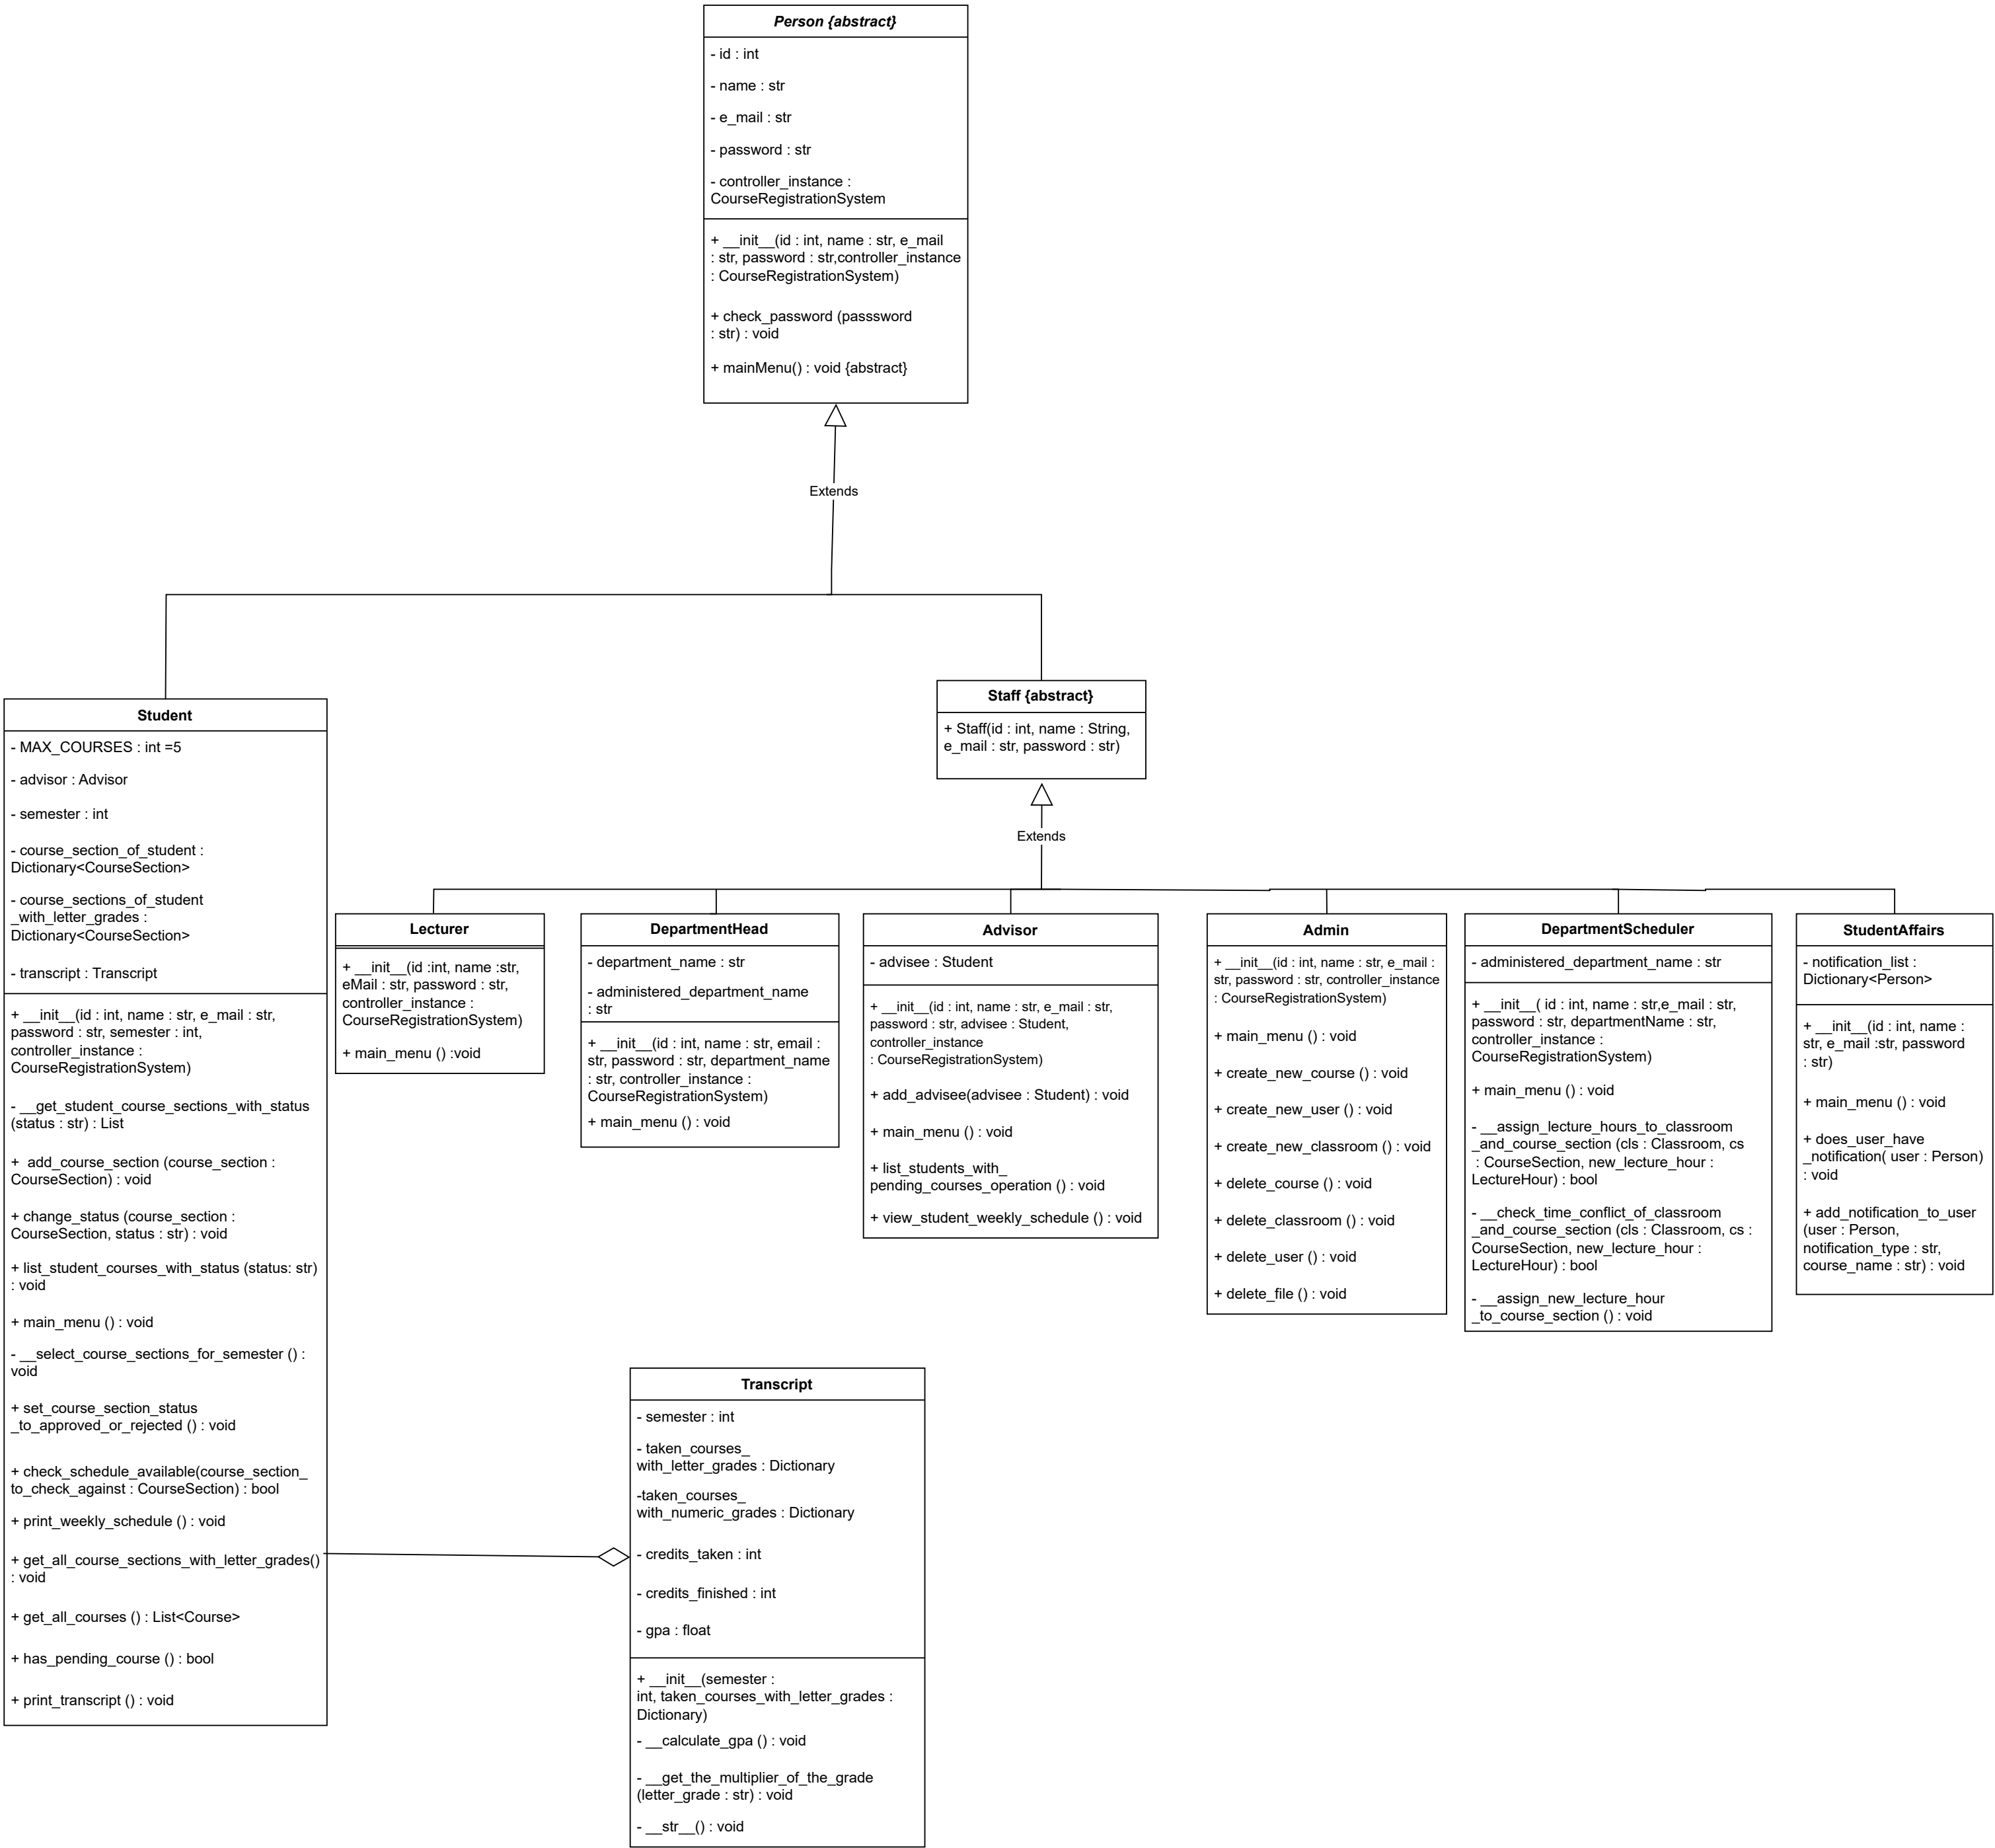 Person {abstract}
- id : int
- name : str
- e_mail : str
- password : str
- controller_instance :
CourseRegistrationSystem
+ __init__(id : int, name : str, e_mail
: str, password : str,controller_instance
: CourseRegistrationSystem)
+ check_password (passsword
: str) : void
+ mainMenu() : void {abstract}
Extends
Student
- MAX_COURSES : int =5
- advisor : Advisor
- semester : int
- course_section_of_student :
Dictionary<CourseSection>
- course_sections_of_student
_with_letter_grades :
Dictionary<CourseSection>
- transcript : Transcript
+ __init__(id : int, name : str, e_mail : str,
password : str, semester : int,
controller_instance :
CourseRegistrationSystem)
- __get_student_course_sections_with_status
(status : str) : List
+ add_course_section (course_section :
CourseSection) : void
+ change_status (course_section :
CourseSection, status : str) : void
+ list_student_courses_with_status (status: str)
: void
+ main_menu () : void
- __select_course_sections_for_semester () :
void
+ set_course_section_status
_to_approved_or_rejected () : void
+ check_schedule_available(course_section_
to_check_against : CourseSection) : bool
+ print_weekly_schedule () : void
+ get_all_course_sections_with_letter_grades()
: void
+ get_all_courses () : List<Course>
+ has_pending_course () : bool
+ print_transcript () : void
Staff {abstract}
+ Staff(id : int, name : String,
e_mail : str, password : str)
Extends
Lecturer
+ __init__(id :int, name :str,
eMail : str, password : str,
controller_instance :
CourseRegistrationSystem)
+ main_menu () :void
DepartmentHead
- department_name : str
- administered_department_name
: str
+ __init__(id : int, name : str, email :
str, password : str, department_name
: str, controller_instance :
CourseRegistrationSystem)
+ main_menu () : void
Advisor
- advisee : Student
+ __init__(id : int, name : str, e_mail : str,
password : str, advisee : Student,
controller_instance
: CourseRegistrationSystem)
+ add_advisee(advisee : Student) : void
+ main_menu () : void
+ list_students_with_
pending_courses_operation () : void
+ view_student_weekly_schedule () : void
Admin
+ __init__(id : int, name : str, e_mail :
str, password : str, controller_instance
: CourseRegistrationSystem)
+ main_menu () : void
+ create_new_course () : void
+ create_new_user () : void
+ create_new_classroom () : void
+ delete_course () : void
+ delete_classroom () : void
+ delete_user () : void
+ delete_file () : void
DepartmentScheduler
- administered_department_name : str
+ __init__( id : int, name : str,e_mail : str,
password : str, departmentName : str,
controller_instance :
CourseRegistrationSystem)
+ main_menu () : void
- __assign_lecture_hours_to_classroom
_and_course_section (cls : Classroom, cs
: CourseSection, new_lecture_hour :
LectureHour) : bool
- __check_time_conflict_of_classroom
_and_course_section (cls : Classroom, cs :
CourseSection, new_lecture_hour :
LectureHour) : bool
- __assign_new_lecture_hour
_to_course_section () : void
StudentAffairs
- notification_list :
Dictionary<Person>
+ __init__(id : int, name :
str, e_mail :str, password
: str)
+ main_menu () : void
+ does_user_have
_notification( user : Person)
: void
+ add_notification_to_user
(user : Person,
notification_type : str,
course_name : str) : void
Transcript
- semester : int
- taken_courses_
with_letter_grades : Dictionary
-taken_courses_
with_numeric_grades : Dictionary
- credits_taken : int
- credits_finished : int
- gpa : float
+ __init__(semester :
int, taken_courses_with_letter_grades :
Dictionary)
- __calculate_gpa () : void
- __get_the_multiplier_of_the_grade
(letter_grade : str) : void
- __str__() : void